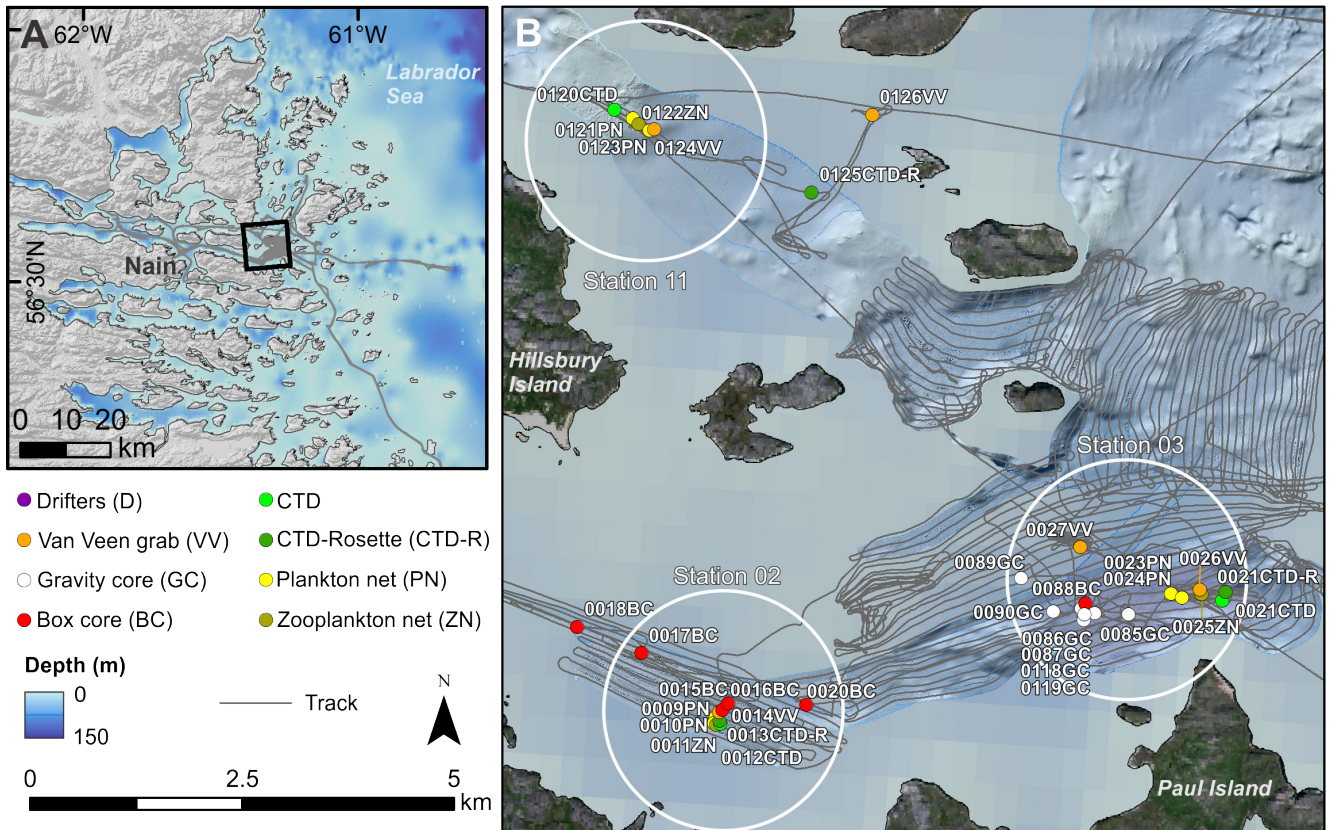 A
62°W
61°W
Labrador
Sea
Nain
56°30'N
0 10 20
km
Drifters (D)
CTD
Van Veen grab (VV)
CTD-Rosette (CTD-R)
Gravity core (GC)
Plankton net (PN)
Box core (BC)
Zooplankton net (ZN)
Depth (m)
0
150
Track
N
0 2.5 5
km
B
0120CTD
0122ZN
0121PN
0123PN 0124VV
0126VV
0125CTD-R
Station 11
Hillsbury
Island
Station 03
0027VV
0089GC
0023PN
0026VV
0024PN
0021CTD-R
0088BC
0090GC
0021CTD
0025ZN
0086GC
0085GC
0087GC
0118GC
0119GC
Station 02
0018BC
0017BC
0015BC
0016BC
0020BC
0009PN
0014VV
0010PN
0013CTD-R
0011ZN
0012CTD
Paul Island